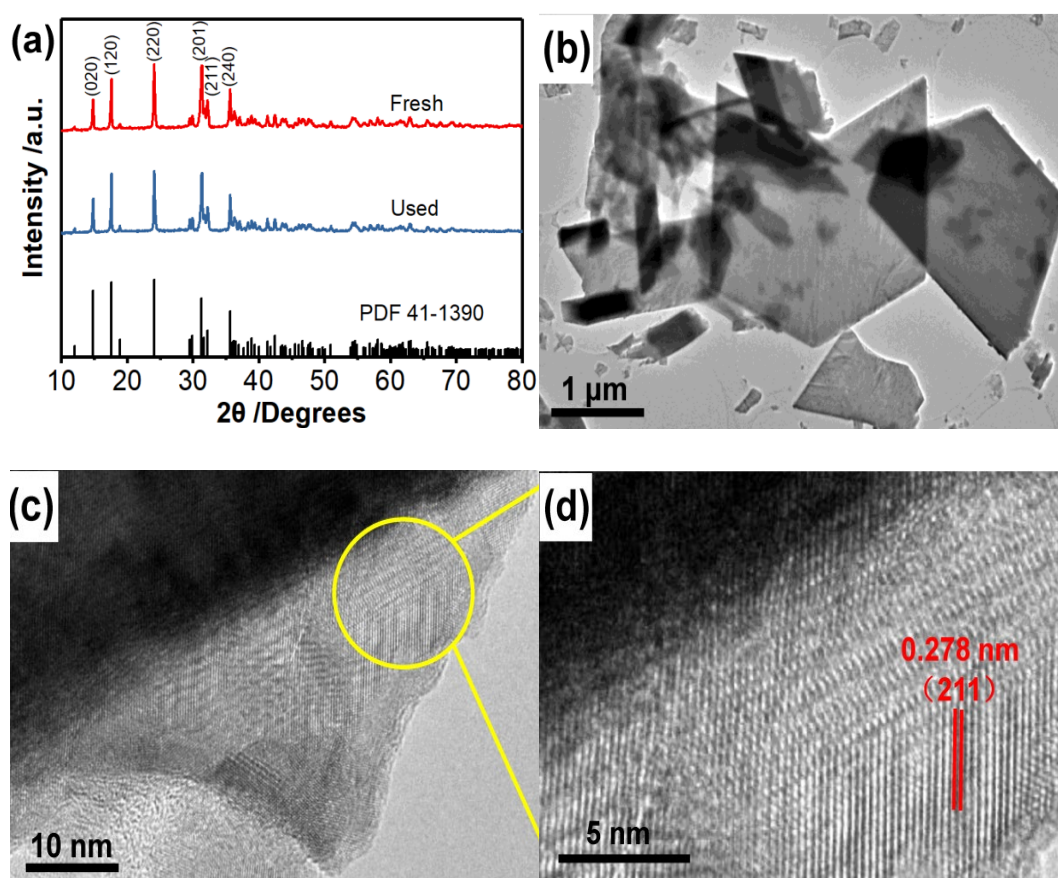 (a)
(020)
(120)
(220)
(201)
(211)
(240)
Fresh
Used
PDF 41-1390
Intensity /a.u.
10 20 30 40 50 60 70 80
2θ /Degrees
(b)
1 μm
(c)
10 nm
(d)
0.278 nm
（211）
5 nm